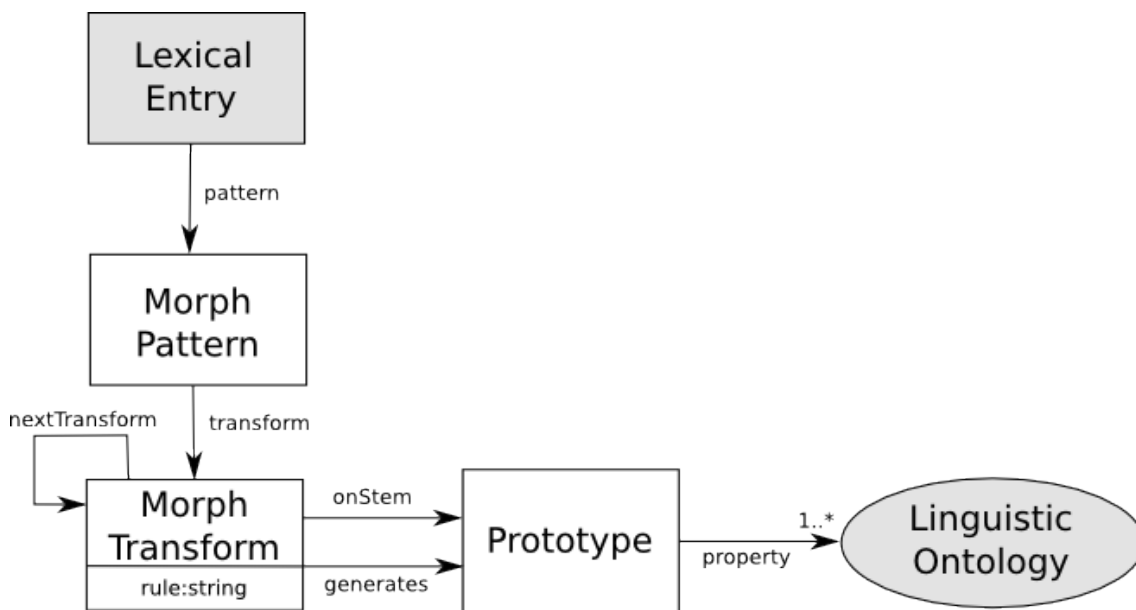 Lexical
Entry
pattern
Morph
Pattern
nextTransform
transform
Morph
Transform
rule:string
onStem
generates
Prototype
1..*
property
Linguistic
Ontology